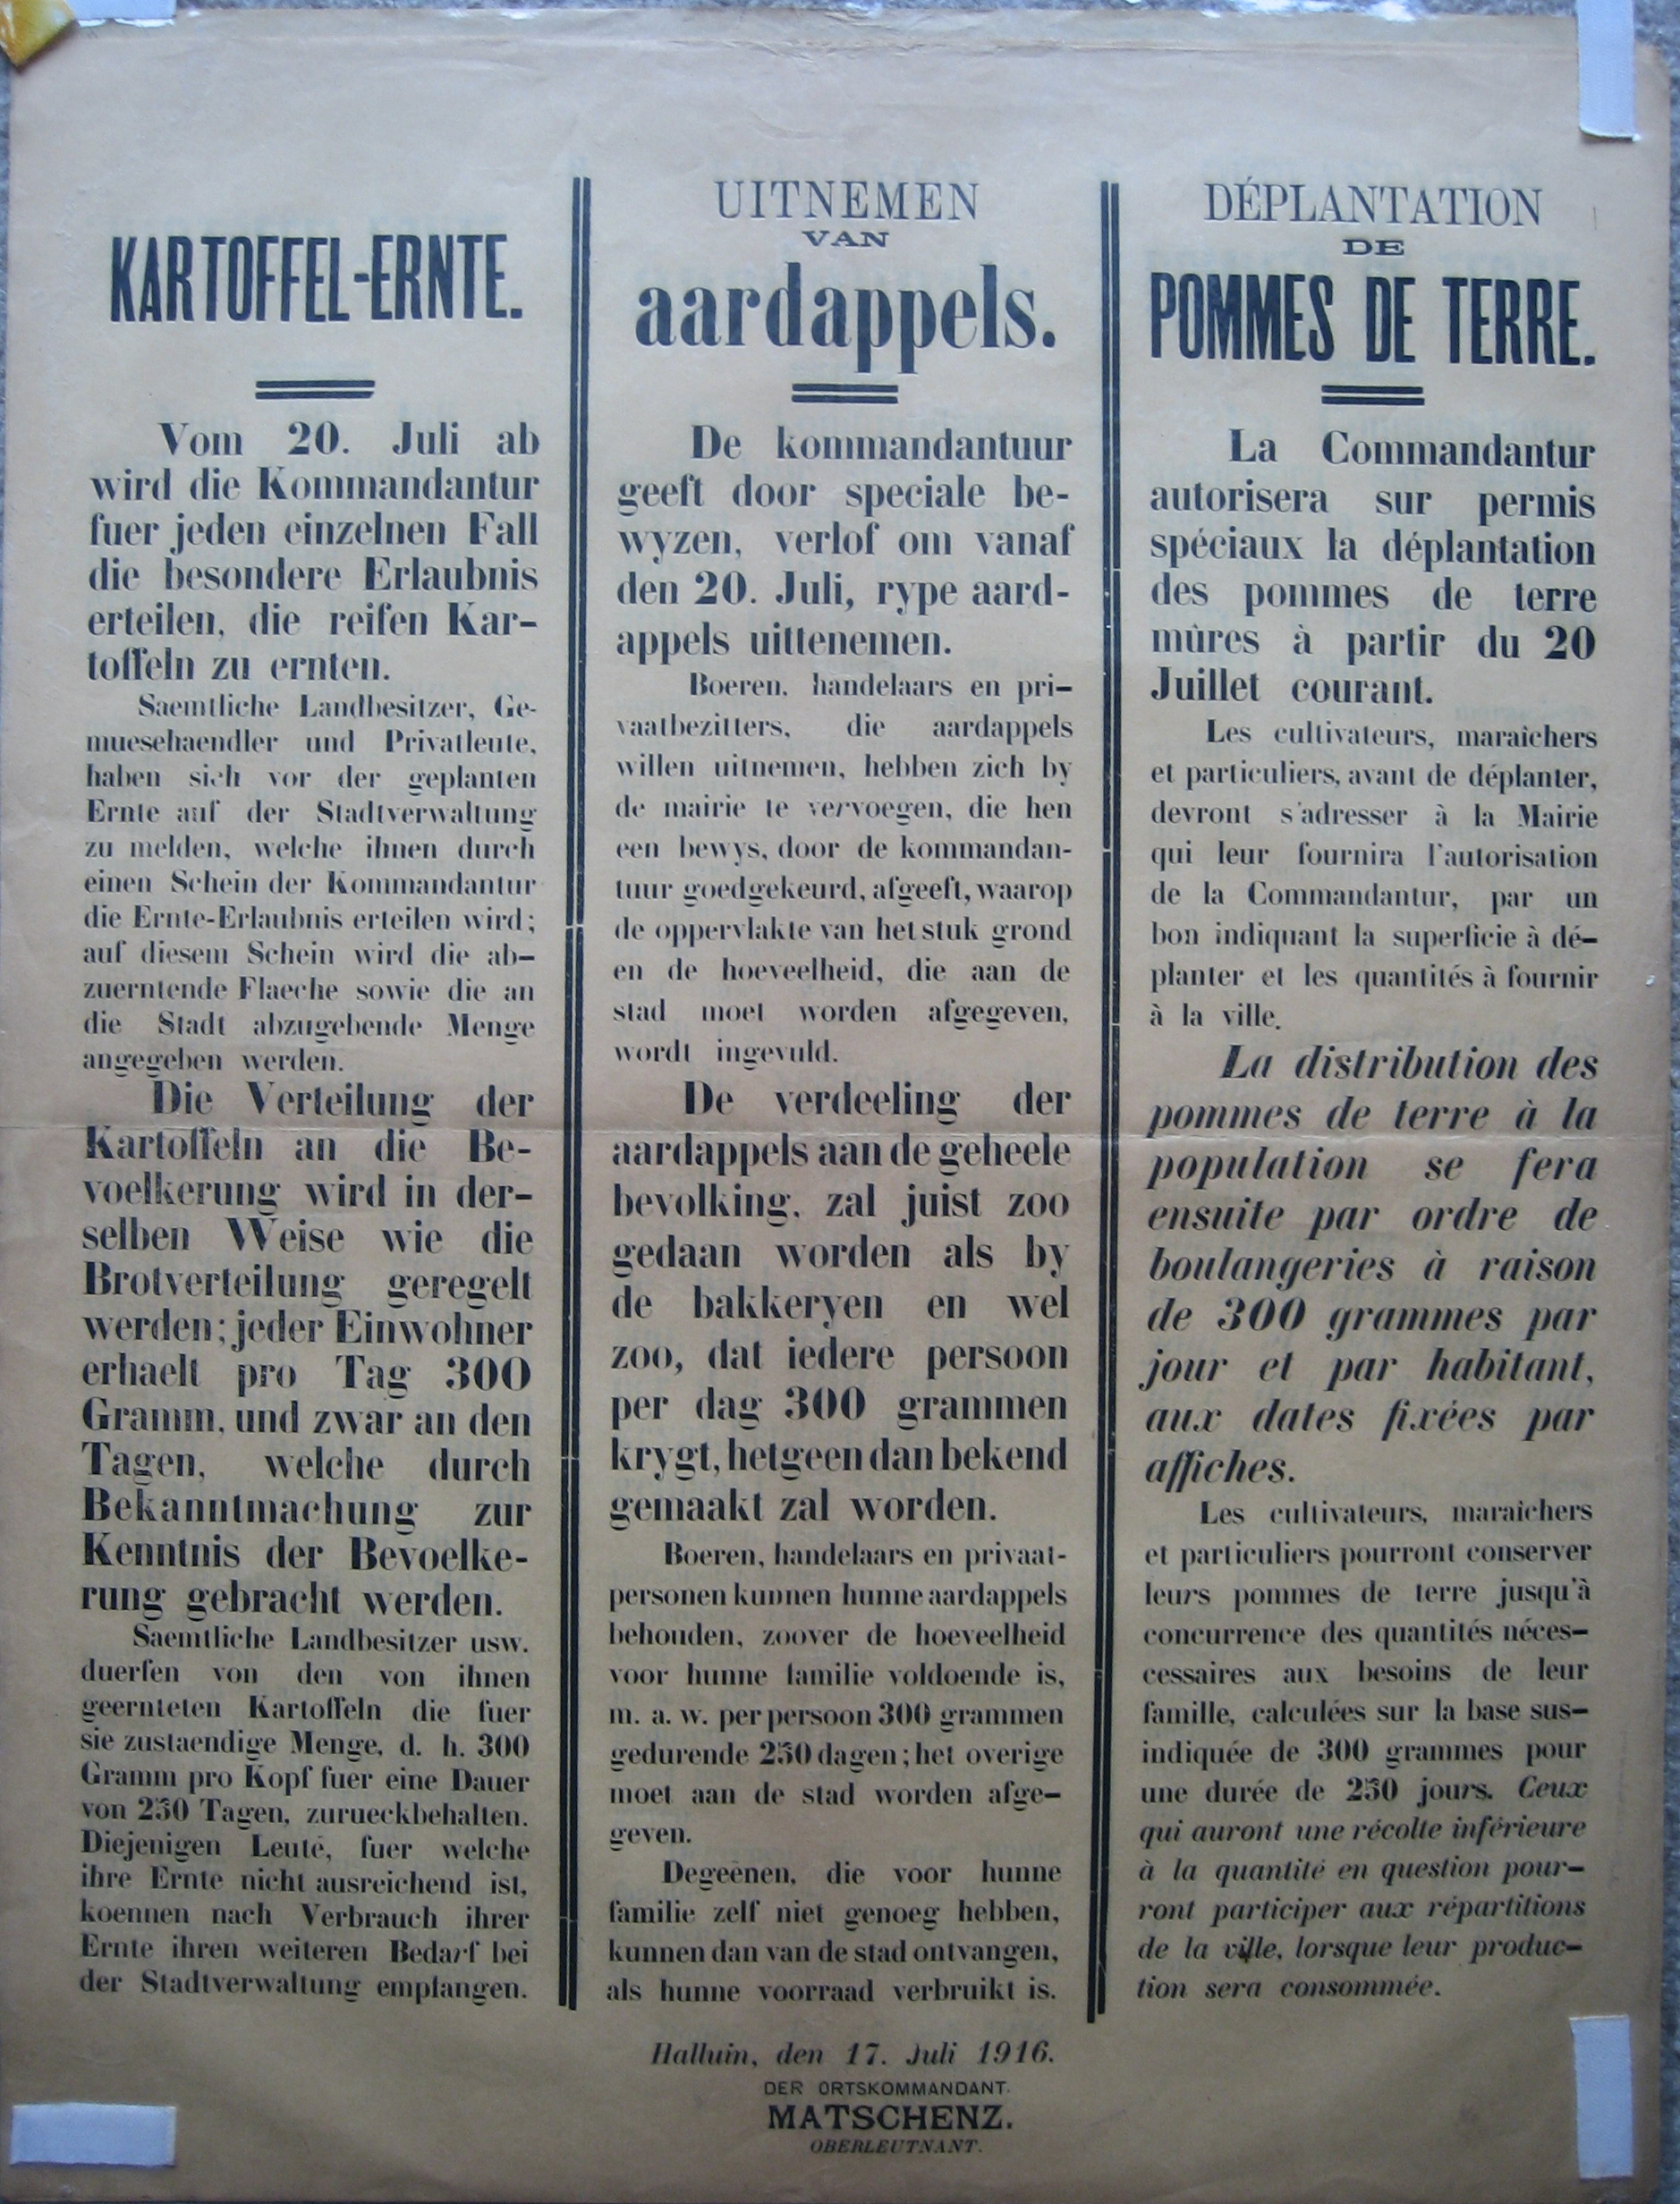 KARTOFFEL-ERNTE.
Vom 20. Juli ab
wird die Kommandantur
fuer jeden einzelnen Fall
die besondere Erlaubnis
erteilen, die reifen Kar-
toffeln zu ernten.
Saemtliche Landbesitzer, Ge-
muesehaendler und Privatleute,
haben sich vor der geplanten
Ernte auf der Stadtverwaltung
zu melden, welche ihnen durch
einen Schein der Kommandantur
die Ernte-Erlaubnis erteilen wird;
auf diesem Schein wird die ab-
zuerntende Flaeche sowie die an
die Stadt abzugebende Menge
angegeben werden.
Die Verteilung der
Kartoffeln an die Be-
voelkerung wird in der-
selben Weise wie die
Brotverteilung geregelt
werden; jeder Einwohner
erhaelt pro Tag 300
Gramm, und zwar an den
Tagen, welche durch
Bekanntmachung zur
Kenntnis der Bevoelke-
rung gebracht werden.
Saemtliche Landbesitzer usw.
duerfen von den von ihnen
geernteten Kartoffeln die fuer
sie zustaendige Menge, d. h. 300
Gramm pro Kopf fuer eine Dauer
von 250 Tagen, zurueckbehalten.
Diejenigen Leute, fuer welche
ihre Ernte nicht ausreichend ist,
koennen nach Verbrauch ihrer
Ernte ihren weiteren Bedarf bei
der Stadtverwaltung empfangen.
UITNEMEN
VAN
aardappels.
De kommandantuur
geeft door speciale be-
wyzen, verlof om vanaf
den 20. Juli, rype aard-
appels uittenemen.
Boeren, handelaars en pri-
vaatbezitters, die aardappels
willen uitnemen, hebben zich by
de mairie te vervoegen, die hen
een bewys, door de kommandan-
tuur goedgekeurd, afgeeft, waarop
de oppervlakte van het stuk grond
en de hoeveelheid, die aan de
stad moet worden afgegeven,
wordt ingevuld.
De verdeeling der
aardappels aan de geheele
bevolking, zal juist zoo
gedaan worden als by
de bakkeryen en wel
zoo, dat iedere persoon
per dag 300 grammen
krygt, hetgeen dan bekend
gemaakt zal worden.
Boeren, handelaars en privaat-
personen kunnen hunne aardappels
behouden, zoover de hoeveelheid
voor hunne familie voldoende is,
m. a. w. per persoon 300 grammen
gedurende 250 dagen; het overige
moet aan de stad worden afge-
geven.
Degeenen, die voor hunne
familie zelf niet genoeg hebben,
kunnen dan van de stad ontvangen,
als hunne voorraad verbruikt is.
DÉPLANTATION
DE
POMMES DE TERRE.
La Commandantur
autorisera sur permis
spéciaux la déplantation
des pommes de terre
mûres à partir du 20
Juillet courant.
Les cultivateurs, maraîchers
et particuliers, avant de déplanter,
devront s'adresser à la Mairie
qui leur fournira l'autorisation
de la Commandantur, par un
bon indiquant la superficie à dé-
planter et les quantités à fournir
à la ville.
La distribution des
pommes de terre à la
population se fera
ensuite par ordre de
boulangeries à raison
de 300 grammes par
jour et par habitant,
aux dates fixées par
affiches.
Les cultivateurs, maraîchers
et particuliers pourront conserver
leurs pommes de terre jusqu'à
concurrence des quantités néces-
cessaires aux besoins de leur
famille, calculées sur la base sus-
indiquée de 300 grammes pour
une durée de 250 jours. Ceux
qui auront une récolte inférieure
à la quantité en question pour-
ront participer aux répartitions
de la ville, lorsque leur produc-
tion sera consommée.
Halluin, den 17. Juli 1916.
DER ORTSKOMMANDANT.
MATSCHENZ.
OBERLEUTNANT.